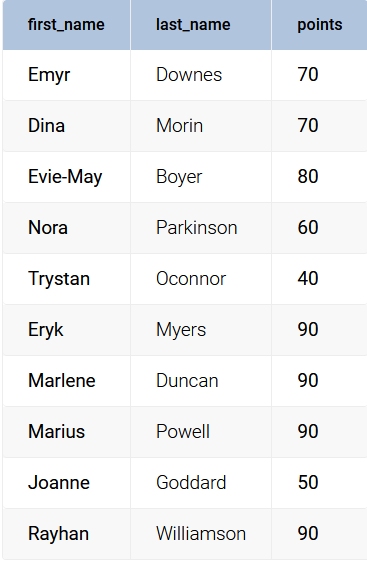 first_name last_name points
Emyr Downes 70
Dina Morin 70
Evie-May Boyer 80
Nora Parkinson 60
Trystan Oconnor 40
Eryk Myers 90
Marlene Duncan 90
Marius Powell 90
Joanne Goddard 50
Rayhan Williamson 90